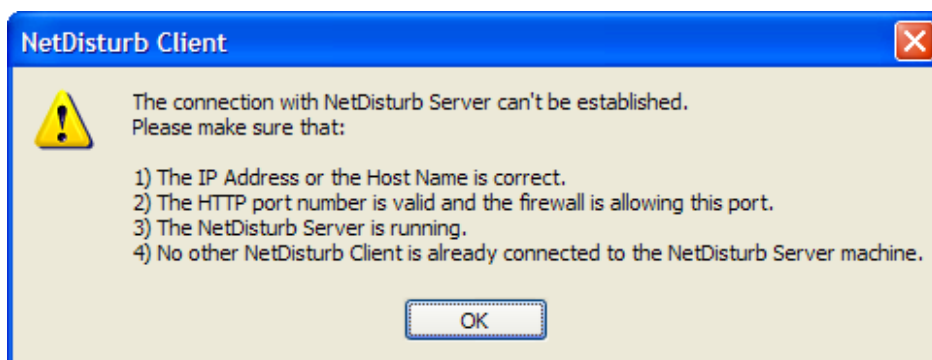 NetDisturb Client
The connection with NetDisturb Server can't be established.
Please make sure that:
1) The IP Address or the Host Name is correct.
2) The HTTP port number is valid and the firewall is allowing this port.
3) The NetDisturb Server is running.
4) No other NetDisturb Client is already connected to the NetDisturb Server machine.
OK